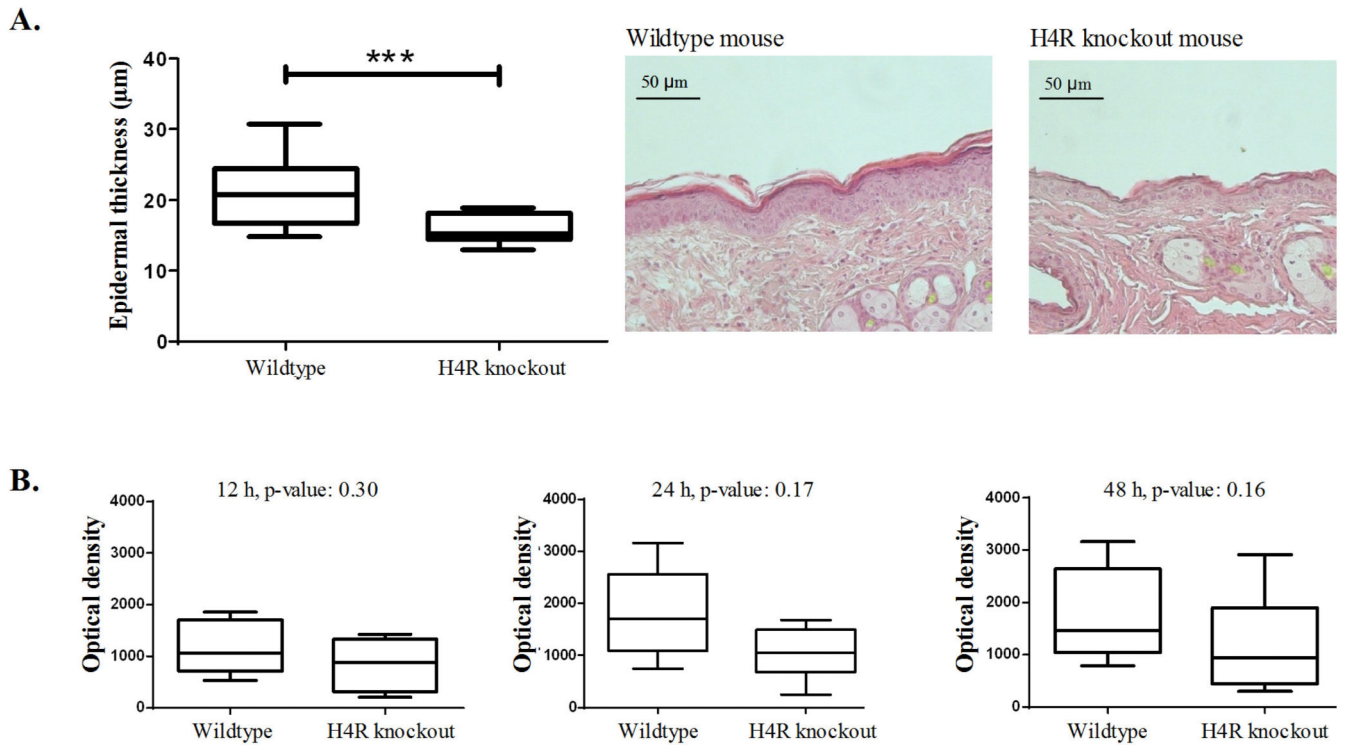 A.
Epidermal thickness (μm)
40
30
20
10
0
***
Wildtype
H4R knockout
Wildtype mouse
50 μm
H4R knockout mouse
50 μm
B.
12 h, p-value: 0.30
Optical density
4000
3000
2000
1000
0
Wildtype
H4R knockout
24 h, p-value: 0.17
Optical density
4000
3000
2000
1000
0
Wildtype
H4R knockout
48 h, p-value: 0.16
Optical density
4000
3000
2000
1000
0
Wildtype
H4R knockout